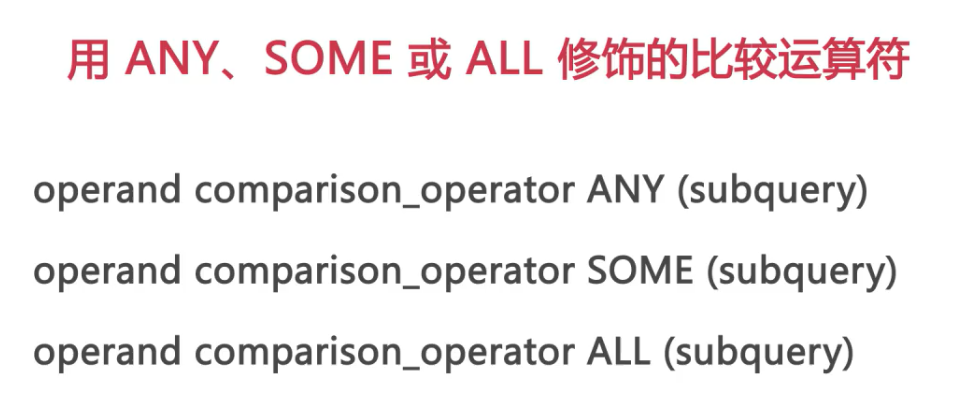 用 ANY、SOME 或 ALL 修饰的比较运算符
operand comparison_operator ANY (subquery)
operand comparison_operator SOME (subquery)
operand comparison_operator ALL (subquery)